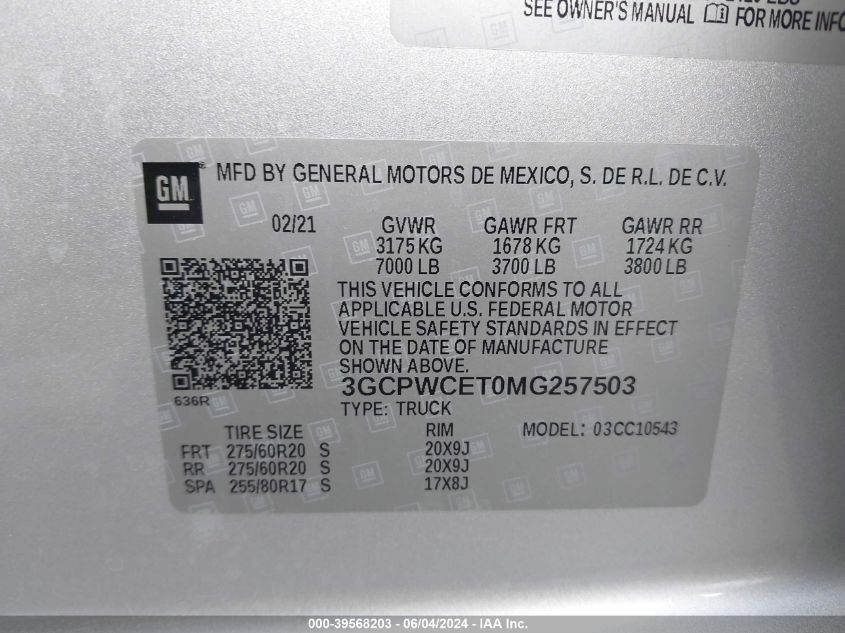 SEE OWNER'S MANUAL FOR MORE INFO
GM
MFD BY GENERAL MOTORS DE MEXICO, S. DE R.L. DE C.V.
02/21 GVWR GAWR FRT GAWR RR
3175 KG 1678 KG 1724 KG
7000 LB 3700 LB 3800 LB
THIS VEHICLE CONFORMS TO ALL
APPLICABLE U.S. FEDERAL MOTOR
VEHICLE SAFETY STANDARDS IN EFFECT
ON THE DATE OF MANUFACTURE
SHOWN ABOVE.
3GCPWCET0MG257503
636R
TYPE: TRUCK
TIRE SIZE RIM MODEL: 03CC10543
FRT 275/60R20 S 20X9J
RR 275/60R20 S 20X9J
SPA 255/80R17 S 17X8J
000-39568203 - 06/04/2024 - IAA Inc.